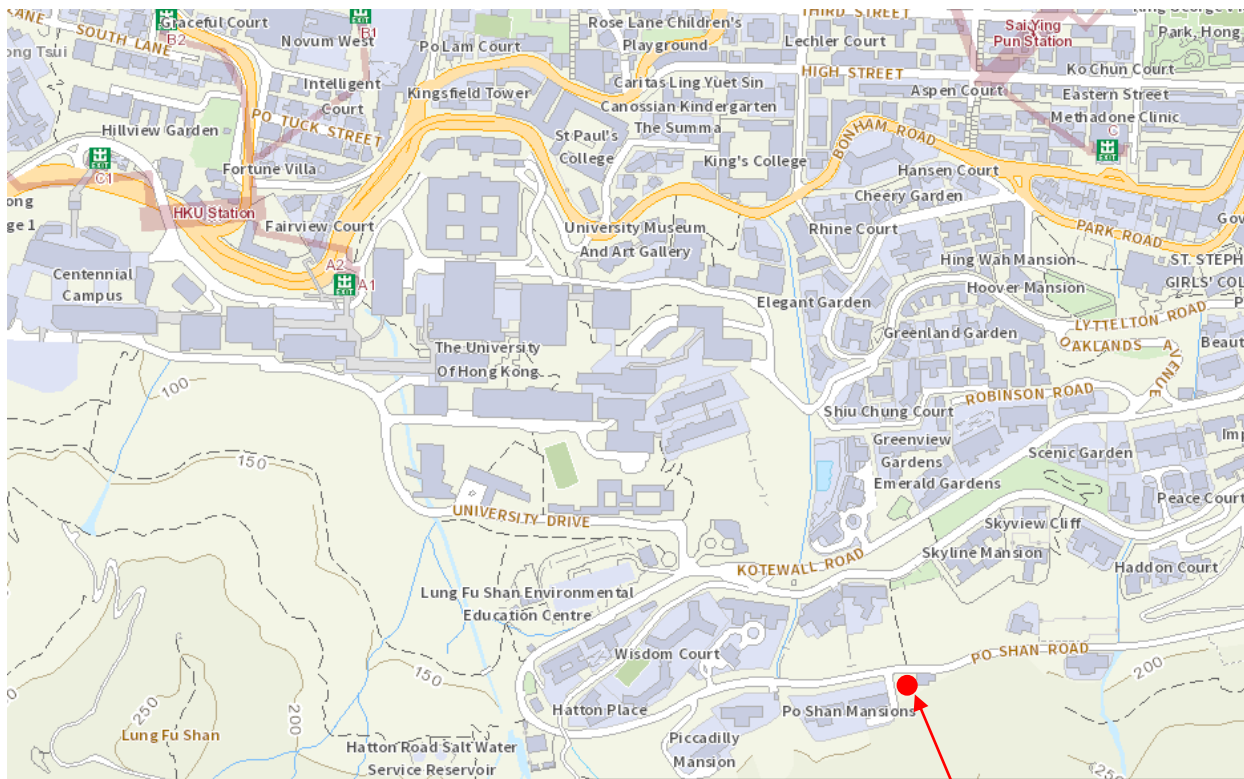 LANE
B2
Graceful Court
B1
Rose Lane Children's
Playground
THIRD STREET
Lechler Court
Sai Ying
Pun Station
Park, Hong
ong Tsui
SOUTH LANE
Novum West
Po Lam Court
Caritas Ling Yuet Sin
Canossian Kindergarten
HIGH STREET
Ko Chun Court
Intelligent
Court
Kingsfield Tower
Aspen Court
Eastern Street
Methadone Clinic
Hillview Garden
PO TUCK STREET
St Paul's
College
The Summa
King's College
BONHAM ROAD
C
EXIT
C1
Fortune Villa
Hansen Court
Cheery Garden
ong
ge 1
HKU Station
Fairview Court
University Museum
And Art Gallery
Rhine Court
PARK ROAD
Gov
Centennial
Campus
A2
A1
EXIT
Hing Wah Mansion
Hoover Mansion
ST. STEPH
GIRLS' COL
P
Elegant Garden
Greenland Garden
LYTTELTON ROAD
OAKLANDS AVENUE
Beaut
The University
Of Hong Kong
100
Shiu Chung Court
ROBINSON ROAD
Greenview
Gardens
Emerald Gardens
Scenic Garden
Imp
150
Peace Court
UNIVERSITY DRIVE
Skyview Cliff
Skyline Mansion
KOTEWALL ROAD
Haddon Court
Lung Fu Shan Environmental
Education Centre
Wisdom Court
PO SHAN ROAD
150
200
200
250
Lung Fu Shan
Hatton Place
Po Shan Mansions
Piccadilly
Mansion
Hatton Road Salt Water
Service Reservoir
250